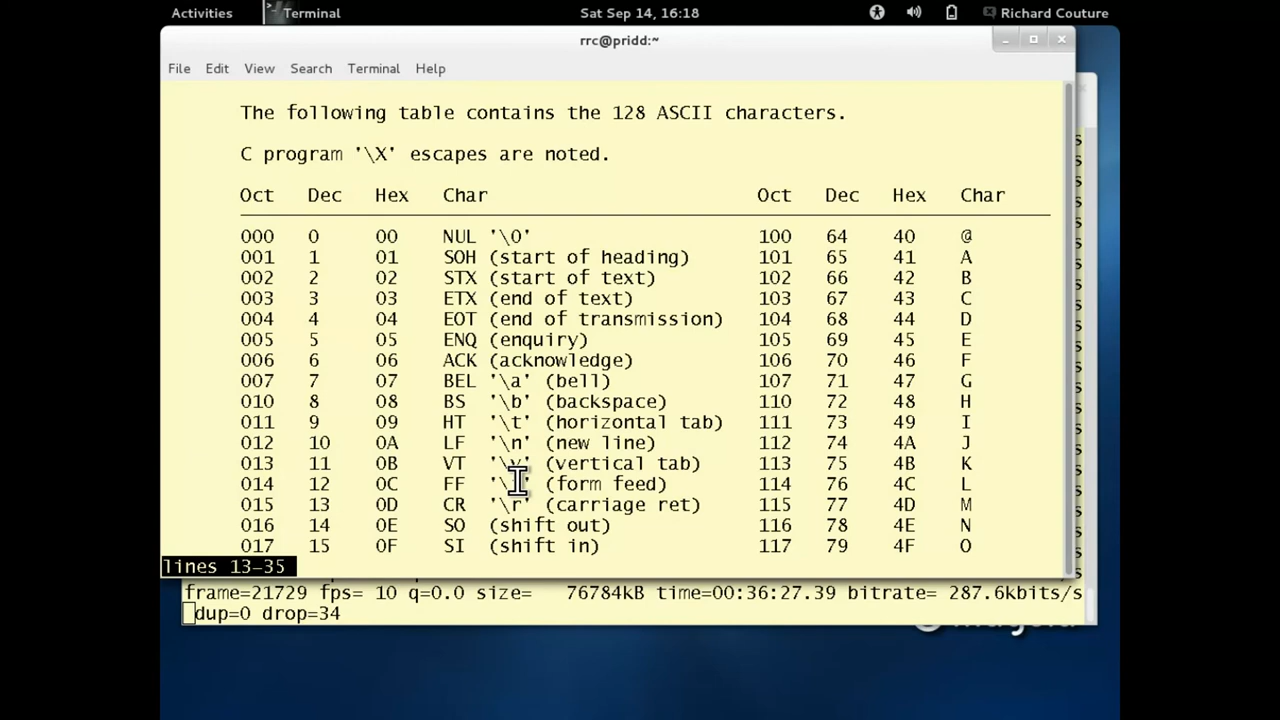 Activities Terminal Sat Sep 14, 16:18 Richard Couture
rrc@pridd:~
File Edit View Search Terminal Help
The following table contains the 128 ASCII characters.
C program '\X' escapes are noted.
Oct Dec Hex Char Oct Dec Hex Char
000 0 00 NUL '\0' 100 64 40 @
001 1 01 SOH (start of heading) 101 65 41 A
002 2 02 STX (start of text) 102 66 42 B
003 3 03 ETX (end of text) 103 67 43 C
004 4 04 EOT (end of transmission) 104 68 44 D
005 5 05 ENQ (enquiry) 105 69 45 E
006 6 06 ACK (acknowledge) 106 70 46 F
007 7 07 BEL '\a' (bell) 107 71 47 G
010 8 08 BS '\b' (backspace) 110 72 48 H
011 9 09 HT '\t' (horizontal tab) 111 73 49 I
012 10 0A LF '\n' (new line) 112 74 4A J
013 11 0B VT '\v' (vertical tab) 113 75 4B K
014 12 0C FF (form feed) 114 76 4C L
015 13 0D CR '\r' (carriage ret) 115 77 4D M
016 14 0E SO (shift out) 116 78 4E N
017 15 0F SI (shift in) 117 79 4F O
lines 13-35
frame=21729 fps= 10 q=0.0 size= 76784kB time=00:36:27.39 bitrate= 287.6kbits/s
dup=0 drop=34